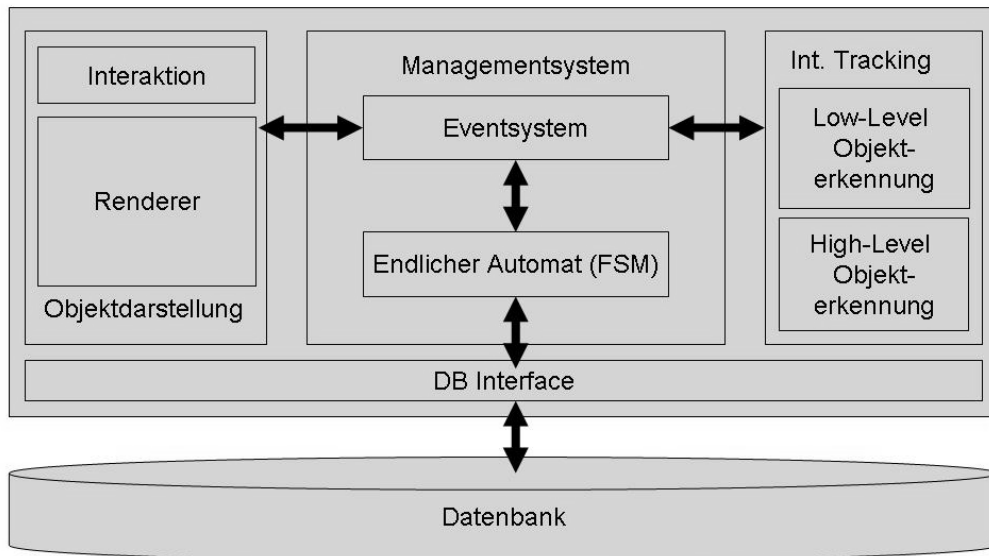 Interaktion
Renderer
Objektdarstellung
Managementsystem
Eventsystem
Endlicher Automat (FSM)
Int. Tracking
Low-Level
Objekt-
erkennung
High-Level
Objekt-
erkennung
DB Interface
Datenbank